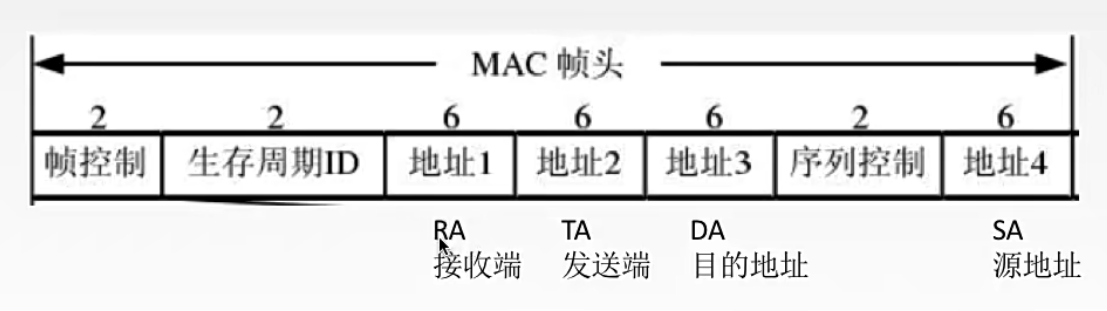 MAC 帧头
2 2 6 6 6 2 6
帧控制 生存周期ID 地址1 地址2 地址3 序列控制 地址4
RA TA DA SA
接收端 发送端 目的地址 源地址